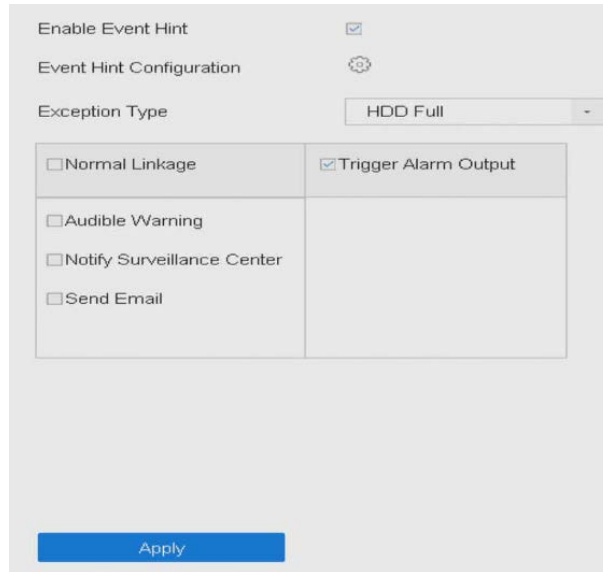 Enable Event Hint
Event Hint Configuration
Exception Type HDD Full
Normal Linkage Trigger Alarm Output
Audible Warning
Notify Surveillance Center
Send Email
Apply